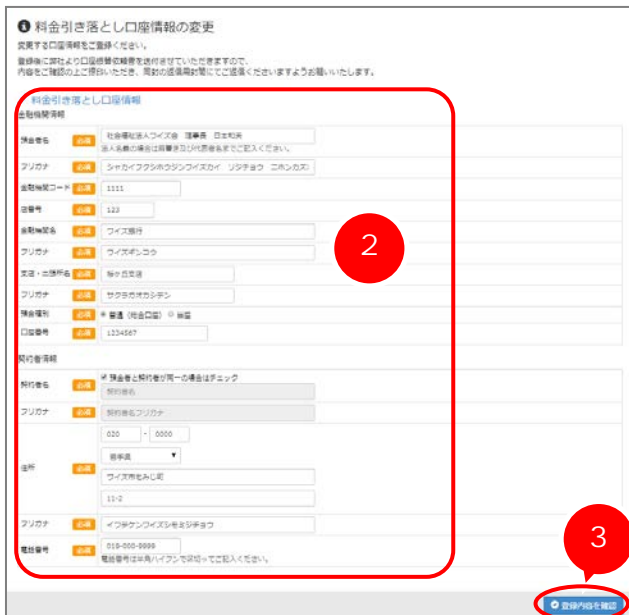 料金引き落とし口座情報の変更
変更する口座情報をご登録ください。
登録後に弊社より口座振替依頼書を送付させていただきますので、
内容をご確認の上ご捺印いただき、同封の返信用封筒にてご返信くださいますようお願いいたします。
料金引き落とし口座情報
金融機関情報
預金者名 必須 社会福祉法人ワイズ会 理事長 日本和夫
法人名義の場合は肩書き及び代表者名までご記入ください。
フリガナ 必須 シャカイフクシホウジンワイズカイ リジチョウ ニホンカズ
金融機関コード 必須 1111
店番号 必須 123
金融機関名 必須 ワイズ銀行
フリガナ 必須 ワイズギンコウ
支店・出張所名 必須 桜ヶ丘支店
フリガナ 必須 サクラガオカシテン
預金種別 必須 普通（総合口座） 当座
口座番号 必須 1234567
2
契約者情報
契約者名 必須 預金者と契約者が同一の場合はチェック
契約者名
フリガナ 必須 契約者名フリガナ
住所 必須 020 - 0000
岩手県
ワイズ市もみじ町
11-2
フリガナ 必須 イワテケンワイズシモミジチョウ
電話番号 必須 019-000-9999
電話番号は半角ハイフンで区切ってご記入ください。
3
登録内容を確認